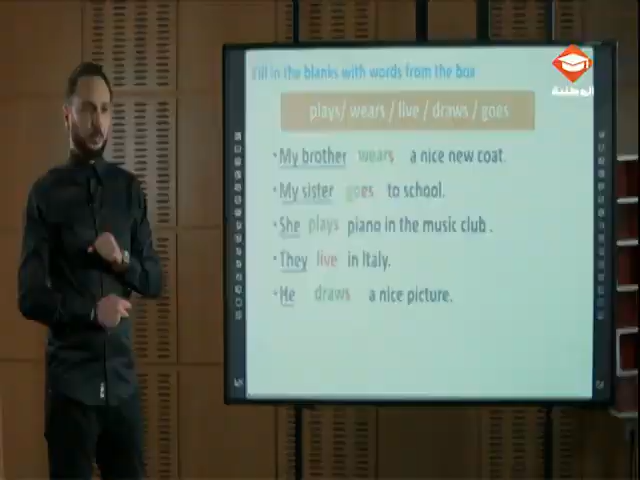 Fill in the blanks with words from the box
plays/ wears / live / draws / goes
•My brother wears a nice new coat.
•My sister goes to school.
•She plays piano in the music club .
•They live in Italy.
•He draws a nice picture.
الوطنية